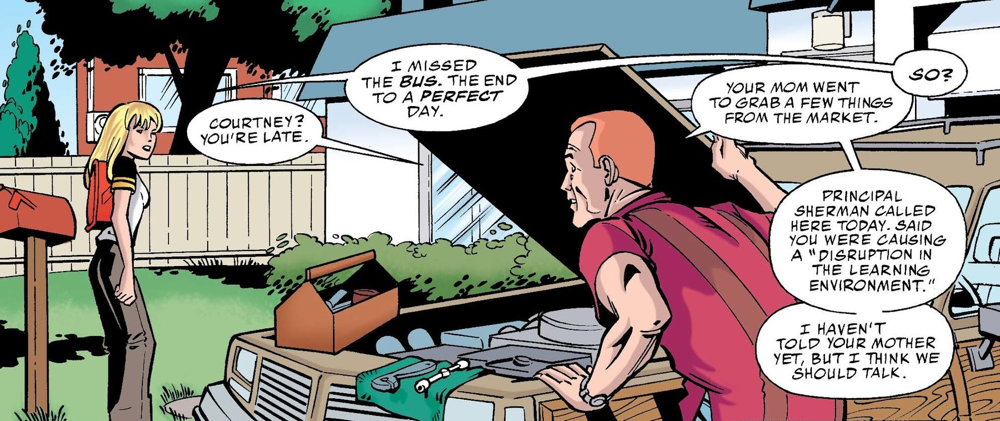 COURTNEY?
YOU'RE LATE.
I MISSED
THE BUS. THE END
TO A PERFECT
DAY.
YOUR MOM WENT
TO GRAB A FEW THINGS
FROM THE MARKET.
SO?
PRINCIPAL
SHERMAN CALLED
HERE TODAY. SAID
YOU WERE CAUSING
A "DISRUPTION IN
THE LEARNING
ENVIRONMENT."
I HAVEN'T
TOLD YOUR MOTHER
YET, BUT I THINK WE
SHOULD TALK.